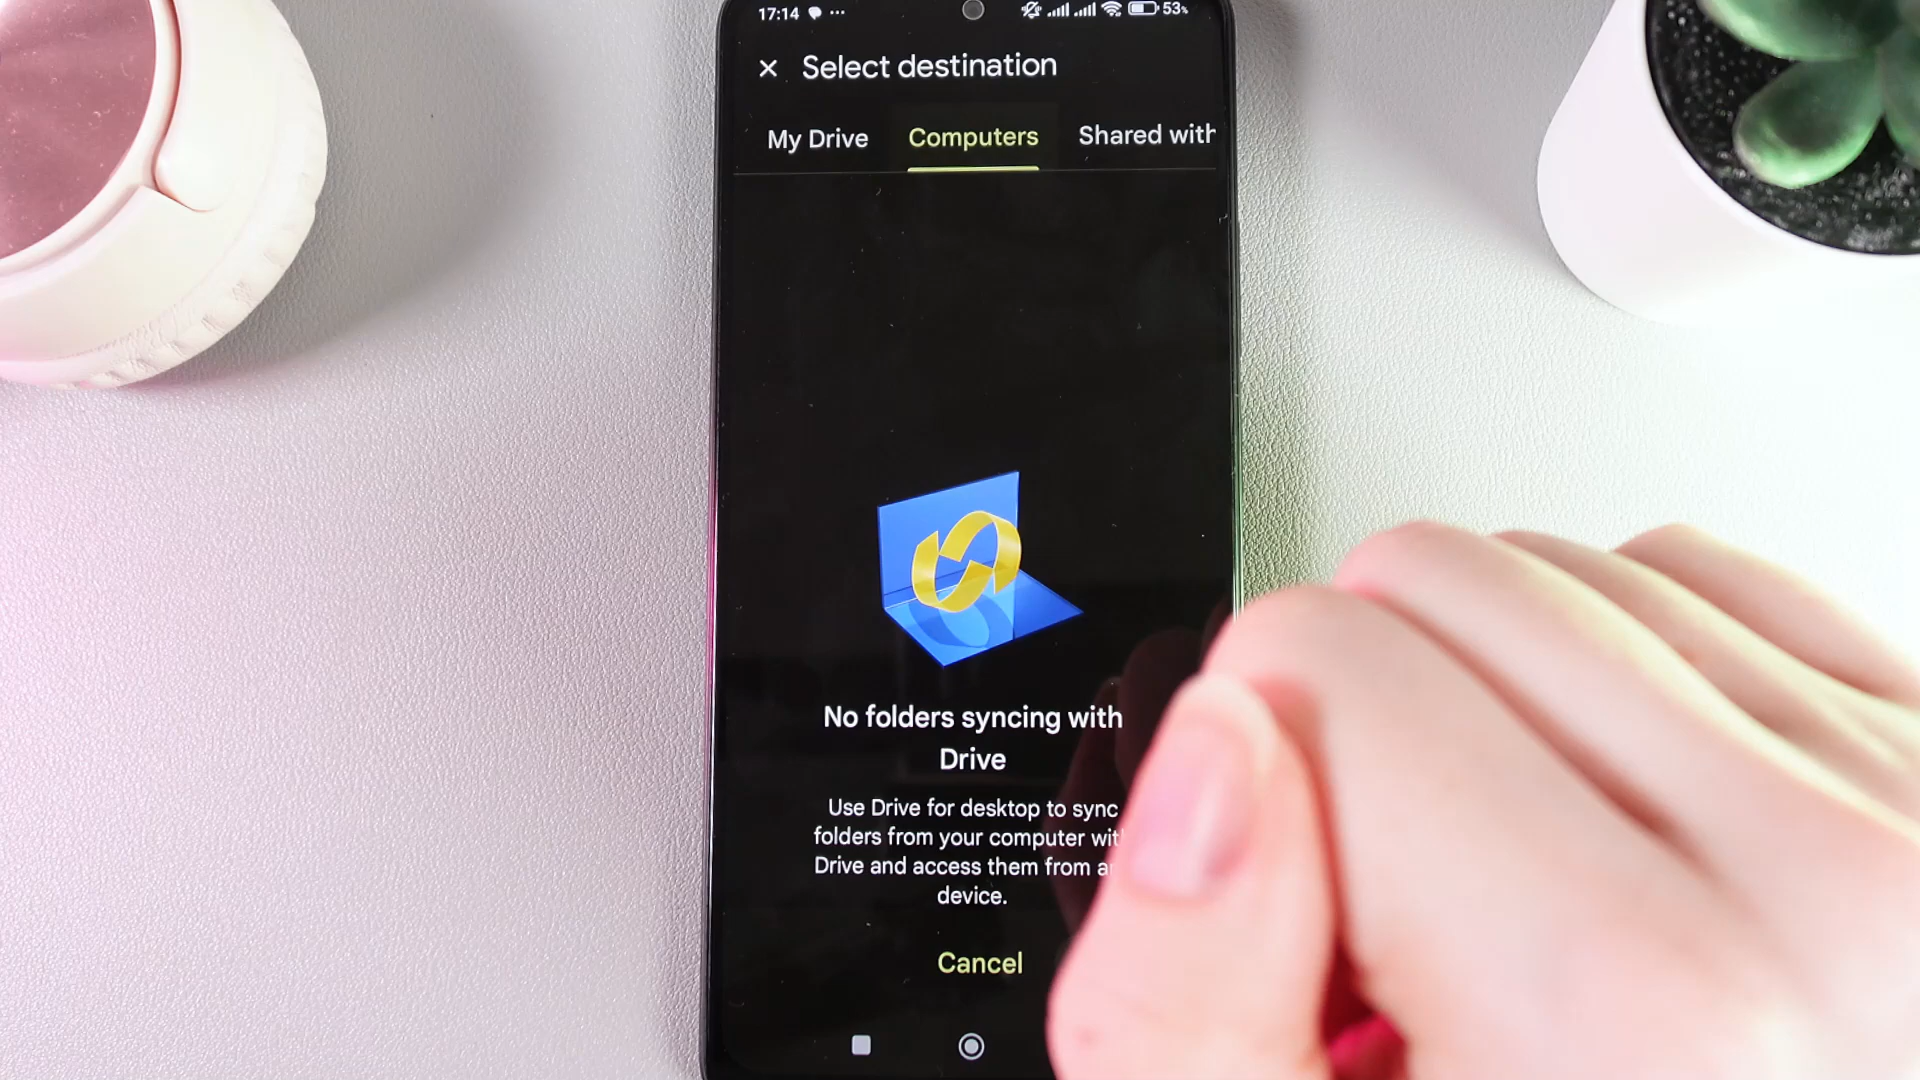 17:14 ... 53%
Select destination
My Drive Computers Shared with
No folders syncing with
Drive
Use Drive for desktop to sync
folders from your computer
Drive and access them from
device.
Cancel